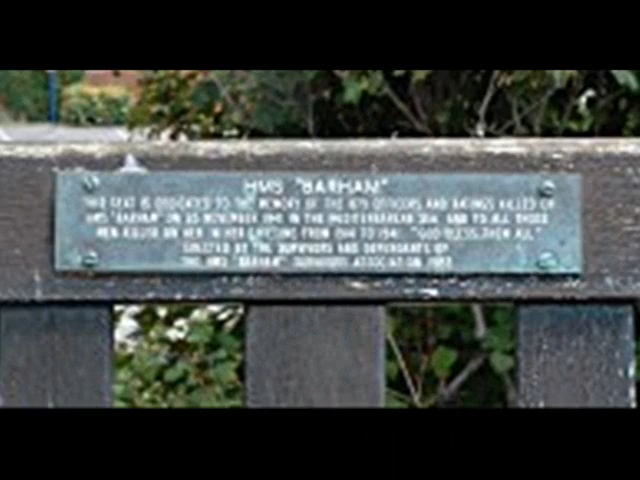 HMS "BARHAM"
THIS SEAT IS DEDICATED TO THE MEMORY OF THE 879 OFFICERS AND RATINGS KILLED ON
HMS "BARHAM" ON 25 NOVEMBER 1941 IN THE MEDITERRANEAN SEA AND TO ALL THOSE
MEN KILLED ON HER IN HER LIFETIME FROM 1914 TO 1941. "GOD BLESS THEM ALL"
ERECTED BY THE SURVIVORS AND DEPENDANTS OF
THE HMS "BARHAM" SURVIVORS ASSOCIATION